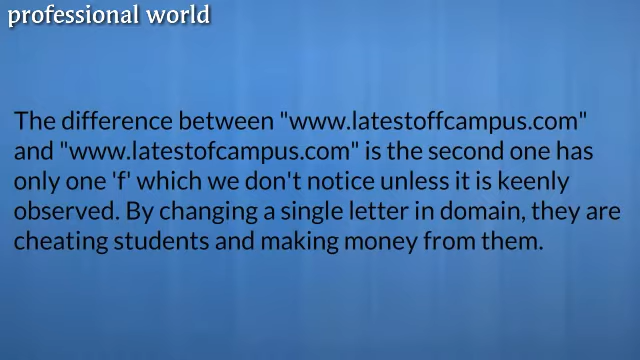 professional world
The difference between "www.latestoffcampus.com"
and "www.latestofcampus.com" is the second one has
only one 'f' which we don't notice unless it is keenly
observed. By changing a single letter in domain, they are
cheating students and making money from them.